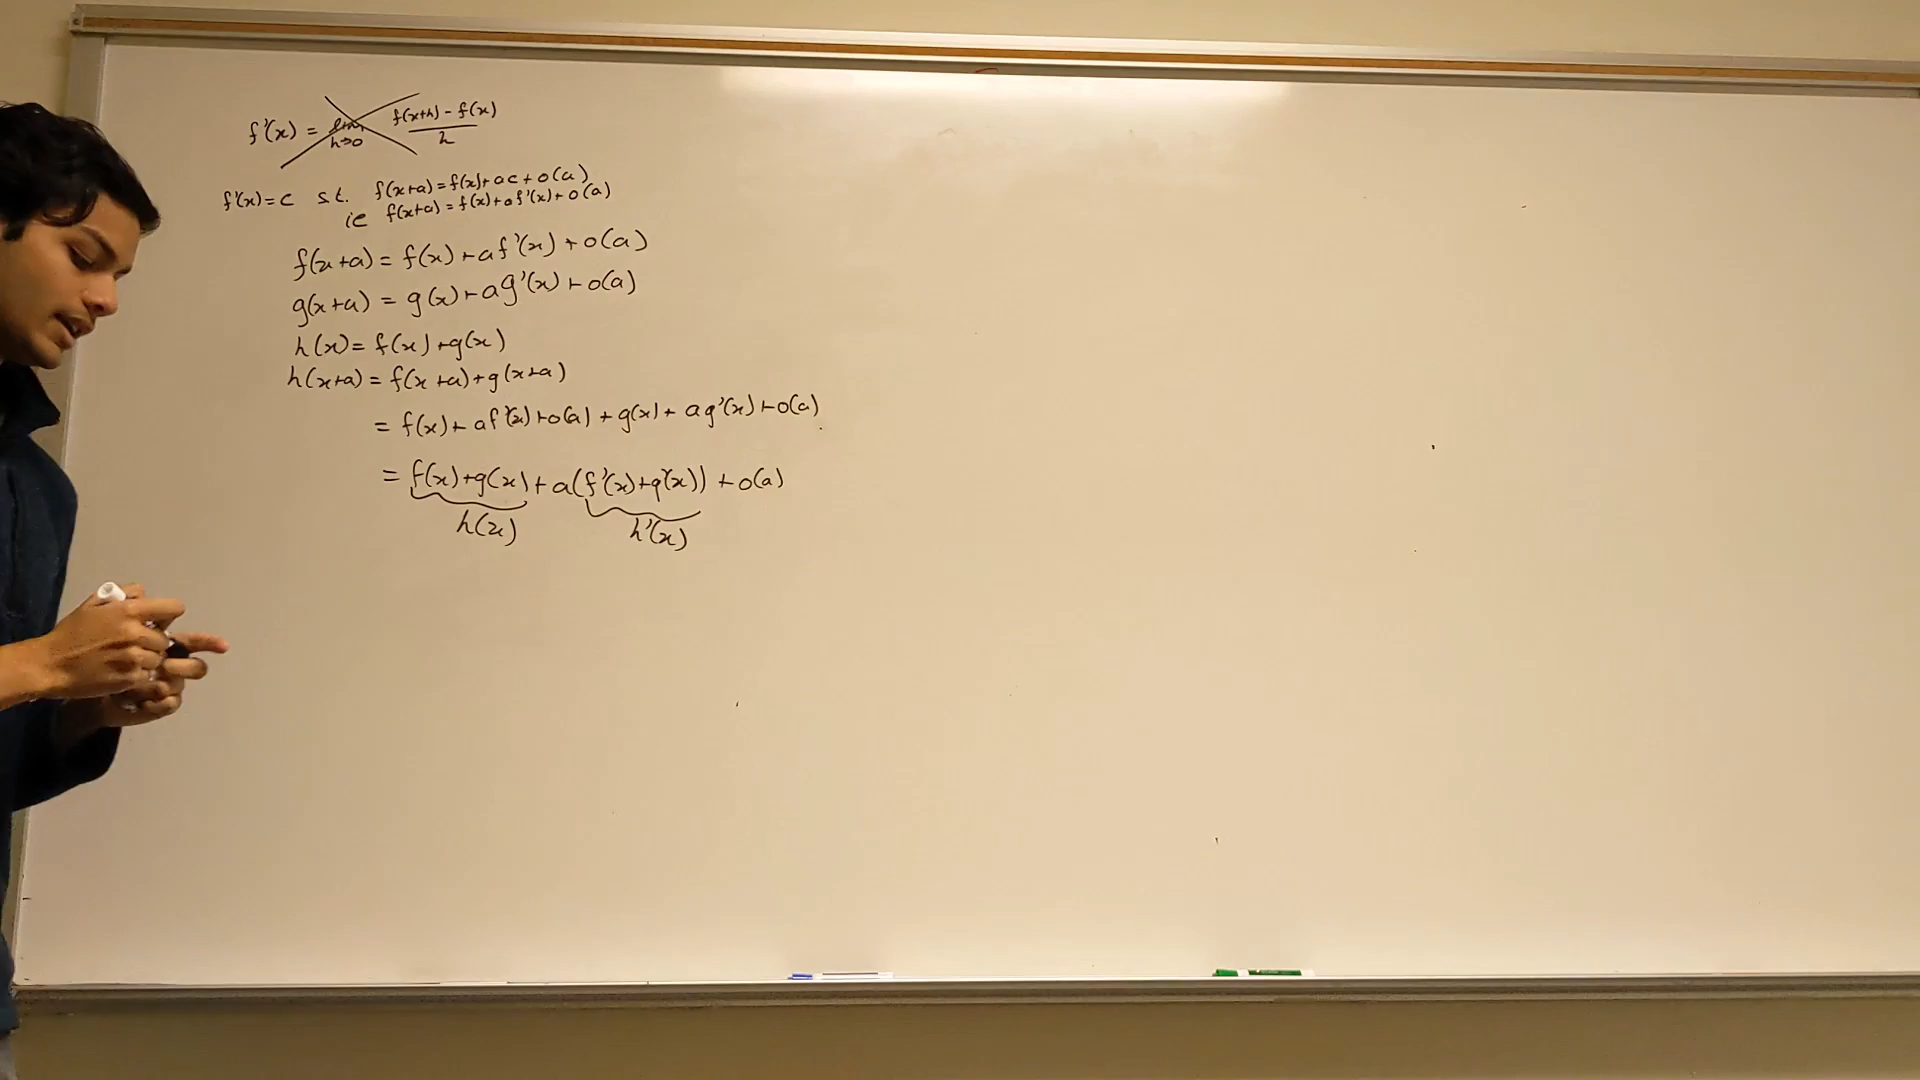 f'(x) = lim h→0 f(x+h) - f(x) / h
f'(x) = c s.t. f(x+a) = f(x) + ac + o(a)
ie f(x+a) = f(x) + a f'(x) + o(a)
f(x+a) = f(x) + a f'(x) + o(a)
g(x+a) = g(x) + a g'(x) + o(a)
h(x) = f(x) + g(x)
h(x+a) = f(x+a) + g(x+a)
= f(x) + a f'(x) + o(a) + g(x) + a g'(x) + o(a)
= f(x) + g(x) + a(f'(x) + g'(x)) + o(a)
h(x) h'(x)